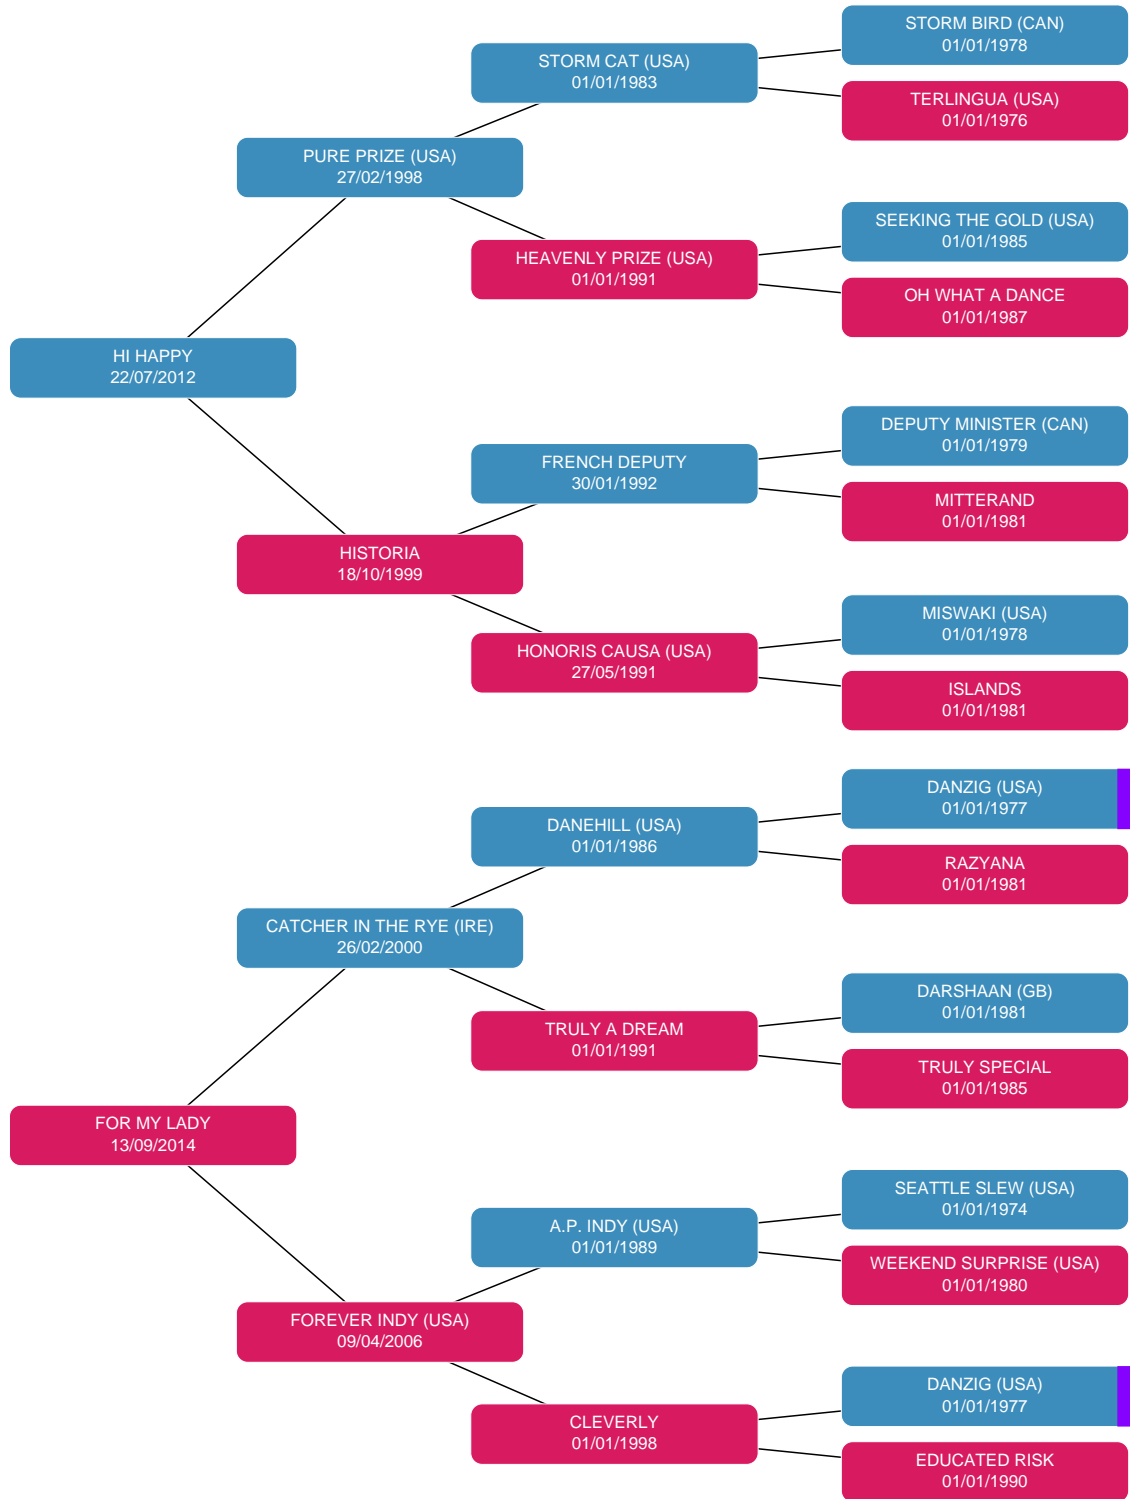 STORM BIRD (CAN)
01/01/1978
STORM CAT (USA)
01/01/1983
TERLINGUA (USA)
01/01/1976
PURE PRIZE (USA)
27/02/1998
SEEKING THE GOLD (USA)
01/01/1985
HEAVENLY PRIZE (USA)
01/01/1991
OH WHAT A DANCE
01/01/1987
HI HAPPY
22/07/2012
DEPUTY MINISTER (CAN)
01/01/1979
FRENCH DEPUTY
30/01/1992
MITTERAND
01/01/1981
HISTORIA
18/10/1999
MISWAKI (USA)
01/01/1978
HONORIS CAUSA (USA)
27/05/1991
ISLANDS
01/01/1981
DANZIG (USA)
01/01/1977
DANEHILL (USA)
01/01/1986
RAZYANA
01/01/1981
CATCHER IN THE RYE (IRE)
26/02/2000
DARSHAAN (GB)
01/01/1981
TRULY A DREAM
01/01/1991
TRULY SPECIAL
01/01/1985
FOR MY LADY
13/09/2014
SEATTLE SLEW (USA)
01/01/1974
A.P. INDY (USA)
01/01/1989
WEEKEND SURPRISE (USA)
01/01/1980
FOREVER INDY (USA)
09/04/2006
DANZIG (USA)
01/01/1977
CLEVERLY
01/01/1998
EDUCATED RISK
01/01/1990